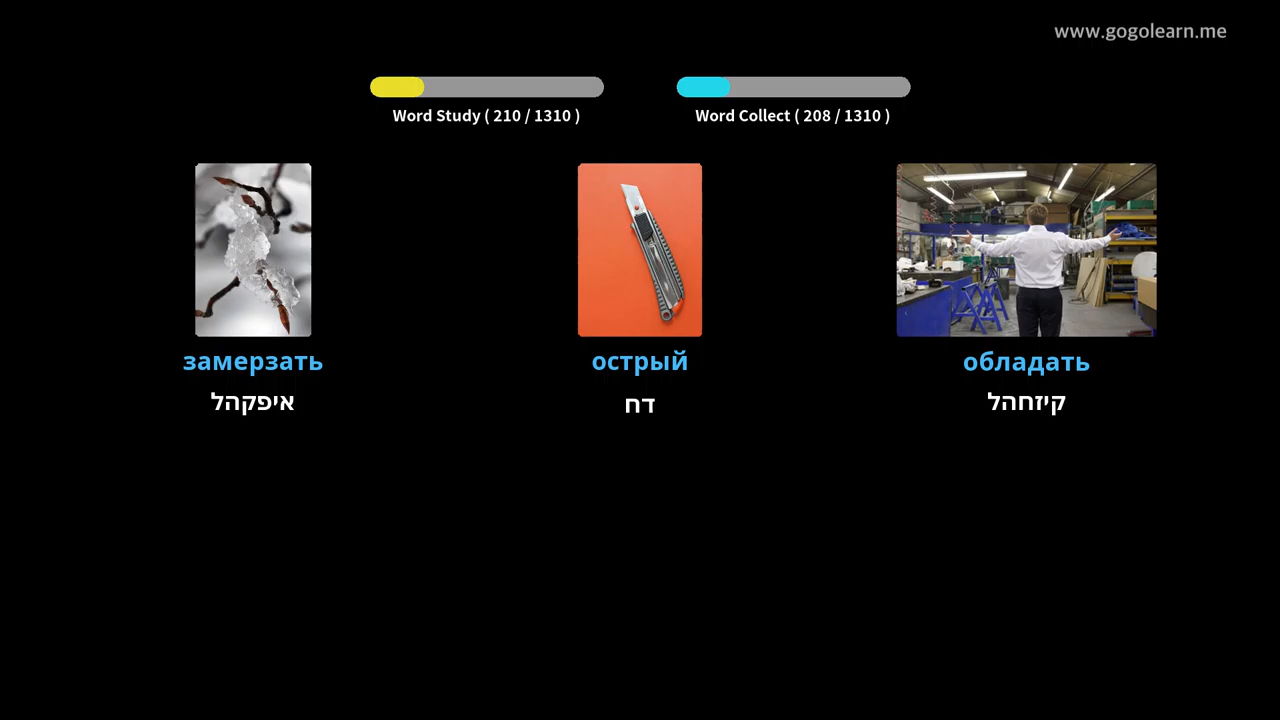 www.gogolearn.me
Word Study ( 210 / 1310 )
Word Collect ( 208 / 1310 )
замерзать
острый
обладать
איפקהל
דח
קיזחהל